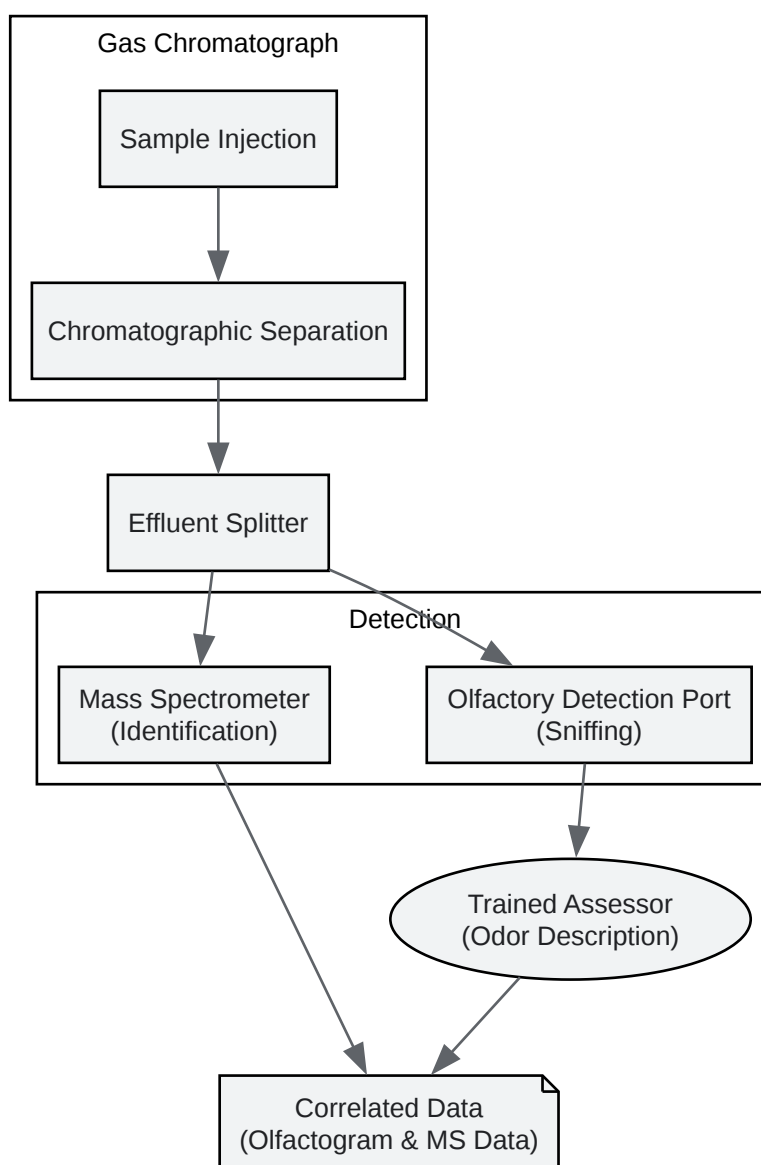 Gas Chromatograph
Sample Injection
Chromatographic Separation
Effluent Splitter
Detection
Mass Spectrometer
(Identification)
Olfactory Detection Port
(Sniffing)
Trained Assessor
(Odor Description)
Correlated Data
(Olfactogram & MS Data)